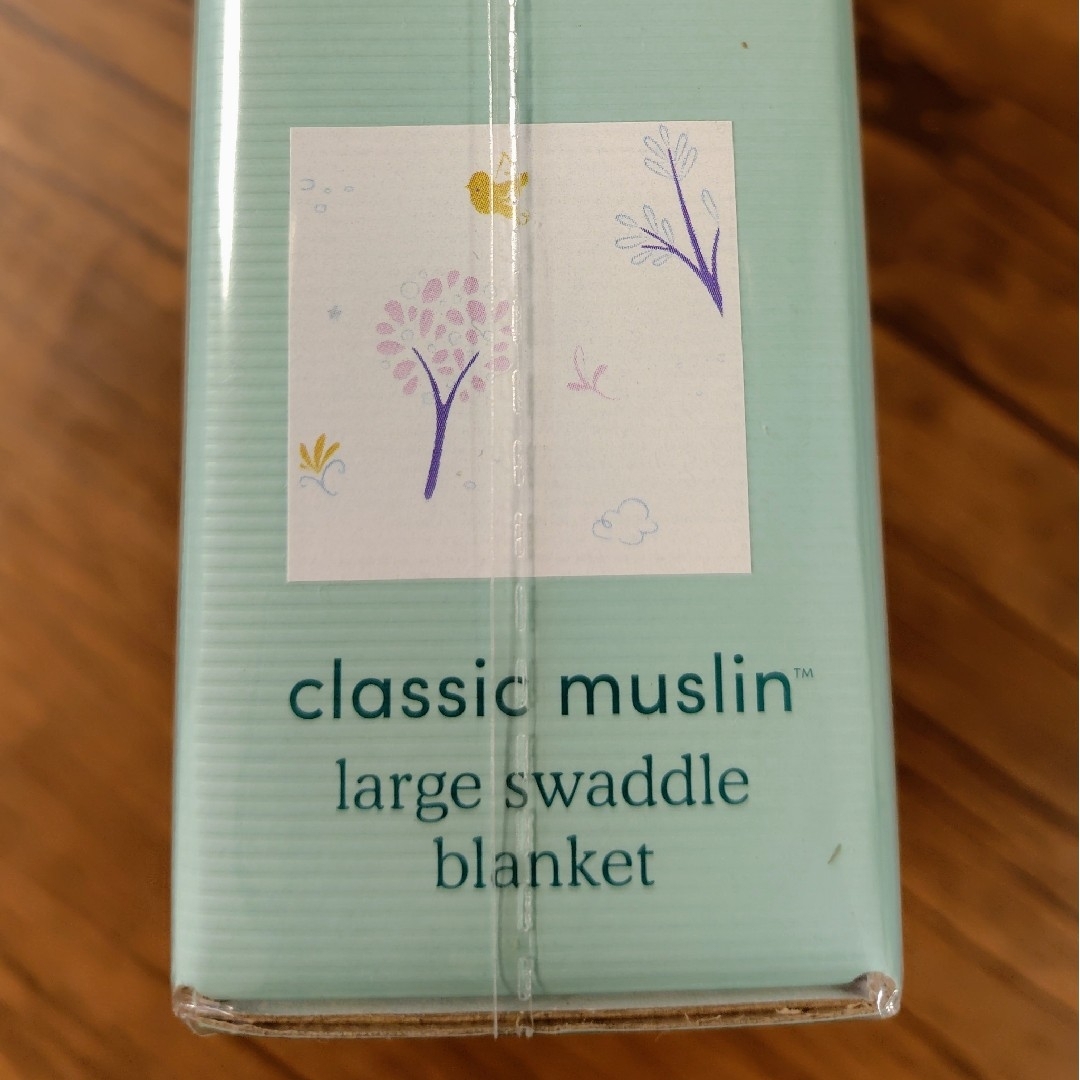 classic muslin™
large swaddle
blanket